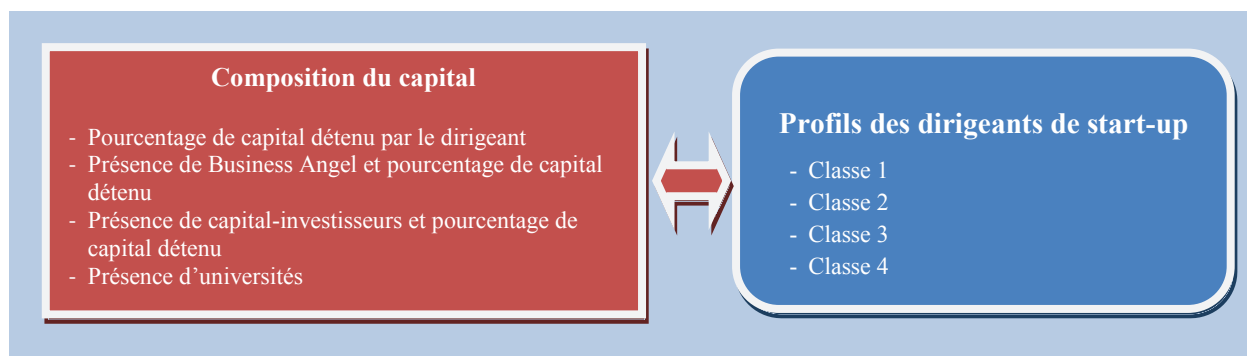 Composition du capital
- Pourcentage de capital détenu par le dirigeant
- Présence de Business Angel et pourcentage de capital
détenu
- Présence de capital-investisseurs et pourcentage de
capital détenu
- Présence d’universités
Profils des dirigeants de start-up
- Classe 1
- Classe 2
- Classe 3
- Classe 4